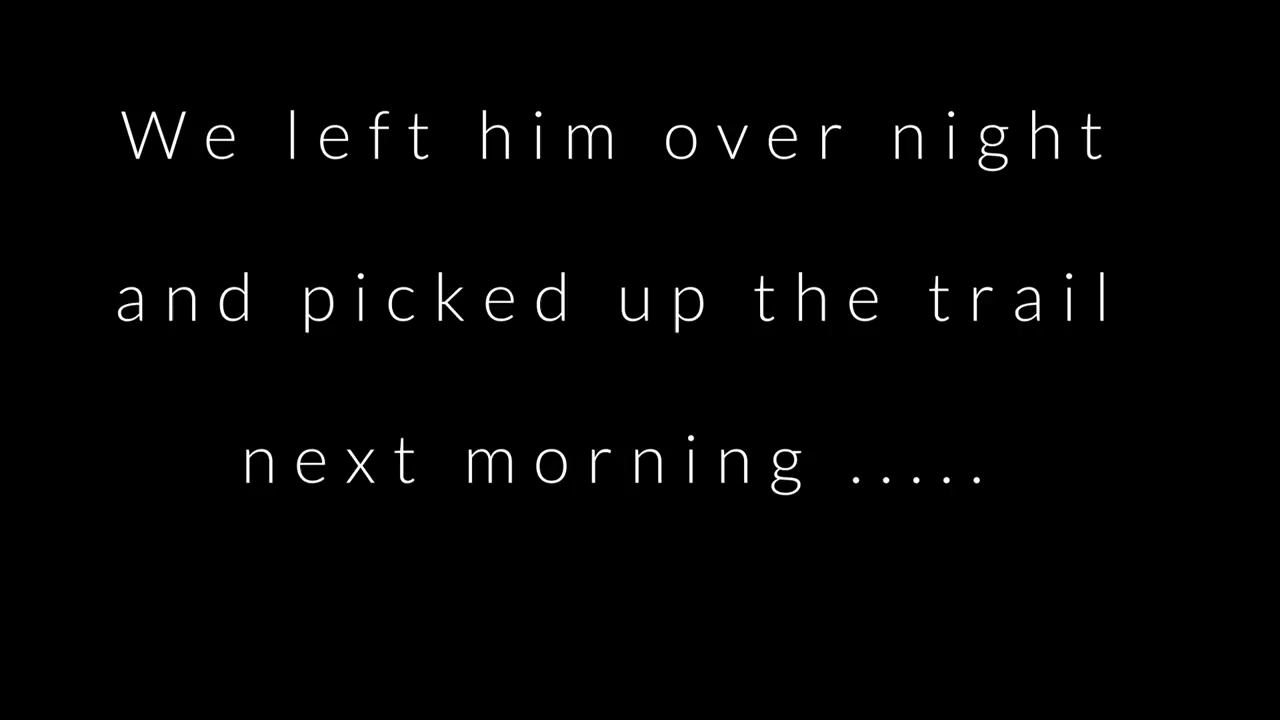 We left him over night
and picked up the trail
next morning .....